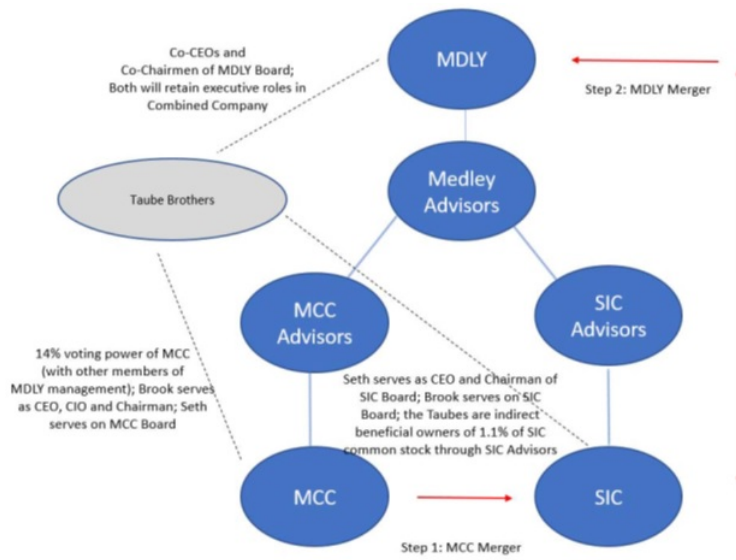 Co-CEOs and
Co-Chairmen of MDLY Board;
Both will retain executive roles in
Combined Company
MDLY
Step 2: MDLY Merger
Taube Brothers
Medley
Advisors
MCC
Advisors
SIC
Advisors
14% voting power of MCC
(with other members of
MDLY management); Brook serves
as CEO, CIO and Chairman; Seth
serves on MCC Board
Seth serves as CEO and Chairman of
SIC Board; Brook serves on SIC
Board; the Taubes are indirect
beneficial owners of 1.1% of SIC
common stock through SIC Advisors
MCC
SIC
Step 1: MCC Merger